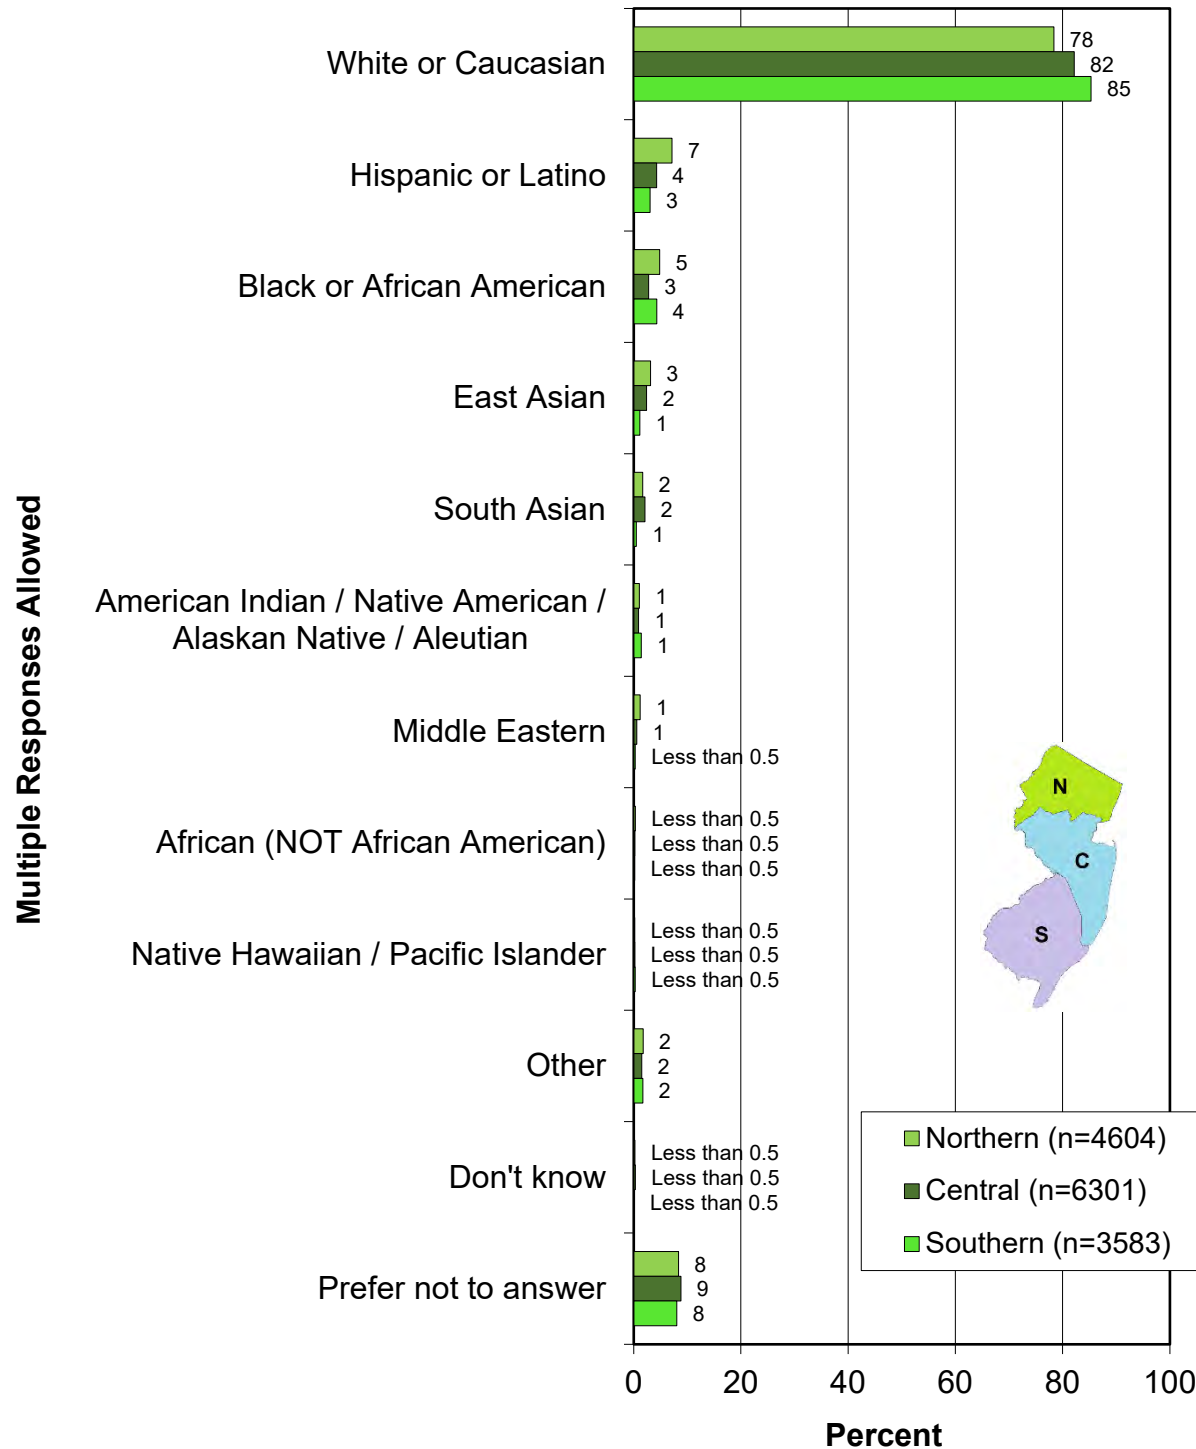 White or Caucasian
78
82
85
Hispanic or Latino
7
4
3
Black or African American
5
3
4
East Asian
3
2
1
South Asian
2
2
1
American Indian / Native American /
Alaskan Native / Aleutian
1
1
1
Middle Eastern
1
1
Less than 0.5
African (NOT African American)
Less than 0.5
Less than 0.5
Less than 0.5
Native Hawaiian / Pacific Islander
Less than 0.5
Less than 0.5
Less than 0.5
Other
2
2
2
Don't know
Less than 0.5
Less than 0.5
Less than 0.5
Prefer not to answer
8
9
8
Multiple Responses Allowed
N
C
S
Northern (n=4604)
Central (n=6301)
Southern (n=3583)
0 20 40 60 80 100
Percent